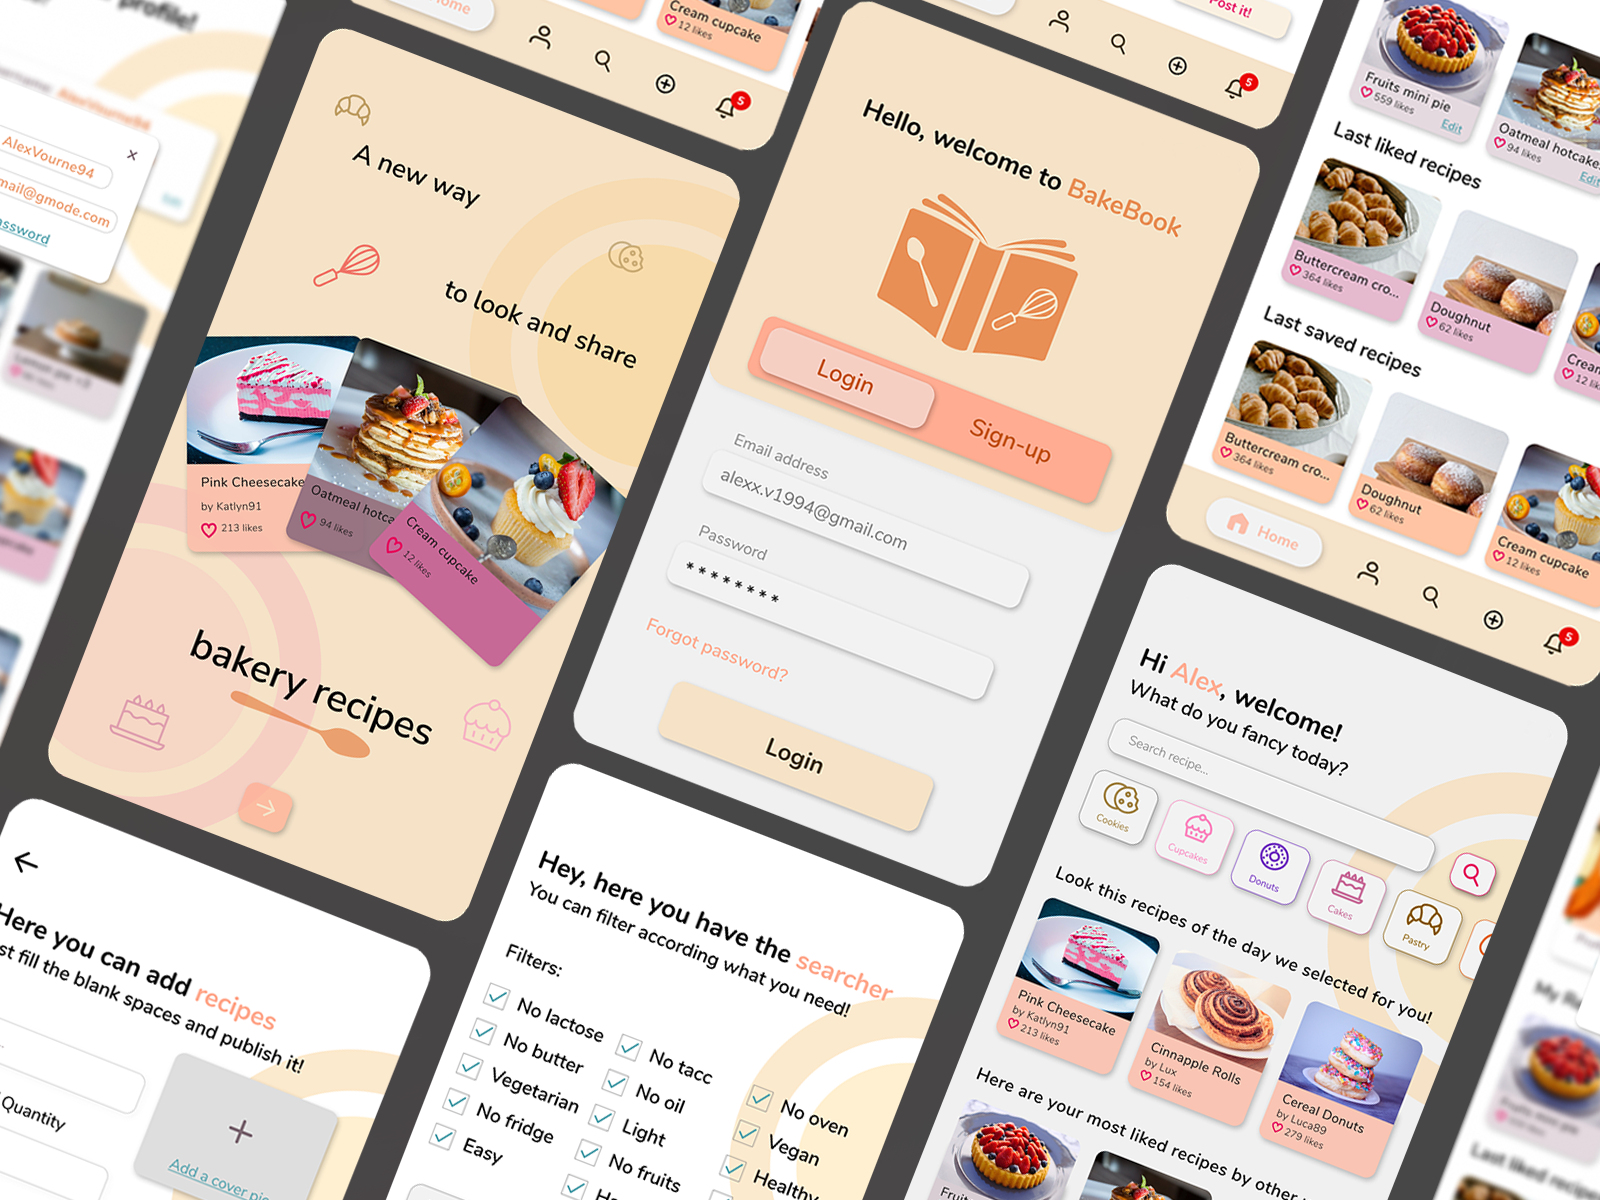 profile!
AlexVourne94
AlexVourne94
mail@gmode.com
assword
A new way
to look and share
Pink Cheesecake
by Katlyn91
213 likes
Oatmeal hotca
94 likes
Cream cupcake
12 likes
bakery recipes
Here you can add recipes
st fill the blank spaces and publish it!
Quantity
Add a cover pic
Home
Cream cupcake
12 likes
5
Hello, welcome to BakeBook
Login
Sign-up
Email address
alexx.v1994@gmail.com
Password
********
Forgot password?
Login
Hey, here you have the searcher
You can filter according what you need!
Filters:
No lactose
No butter
Vegetarian
No fridge
Easy
No tacc
No oil
Light
No fruits
He
No oven
Vegan
Healthy
Post it!
5
Fruits mini pie
559 likes
Edit
Oatmeal hotcake
94 likes
Edit
Last liked recipes
Buttercream cro...
364 likes
Doughnut
62 likes
Cream
12 lik
Last saved recipes
Buttercream cro...
364 likes
Doughnut
62 likes
Cream cupcake
12 likes
Home
5
Hi Alex, welcome!
What do you fancy today?
Search recipe...
Cookies
Cupcakes
Donuts
Cakes
Pastry
Look this recipes of the day we selected for you!
Pink Cheesecake
by Katlyn91
213 likes
Cinnapple Rolls
by Lux
154 likes
Cereal Donuts
by Luca89
279 likes
Here are your most liked recipes by other
Fruit
Last liked recip